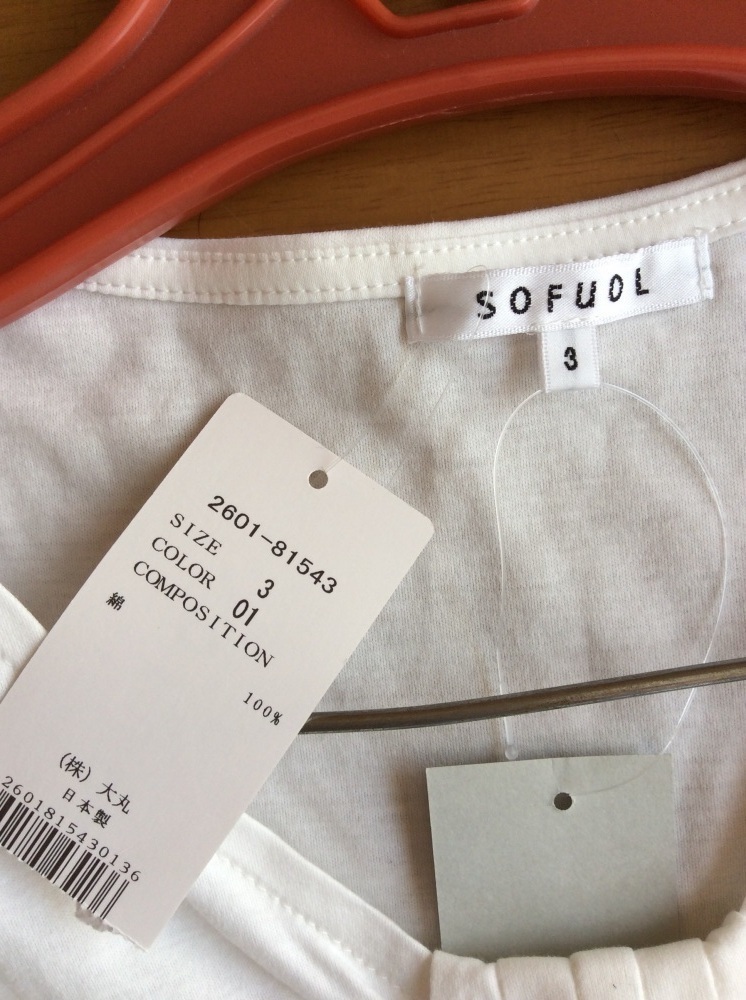 SOFUOL
3
2601-81543
SIZE 3
COLOR 01
COMPOSITION
綿
100%
(株) 大丸
日本製
2601815430136